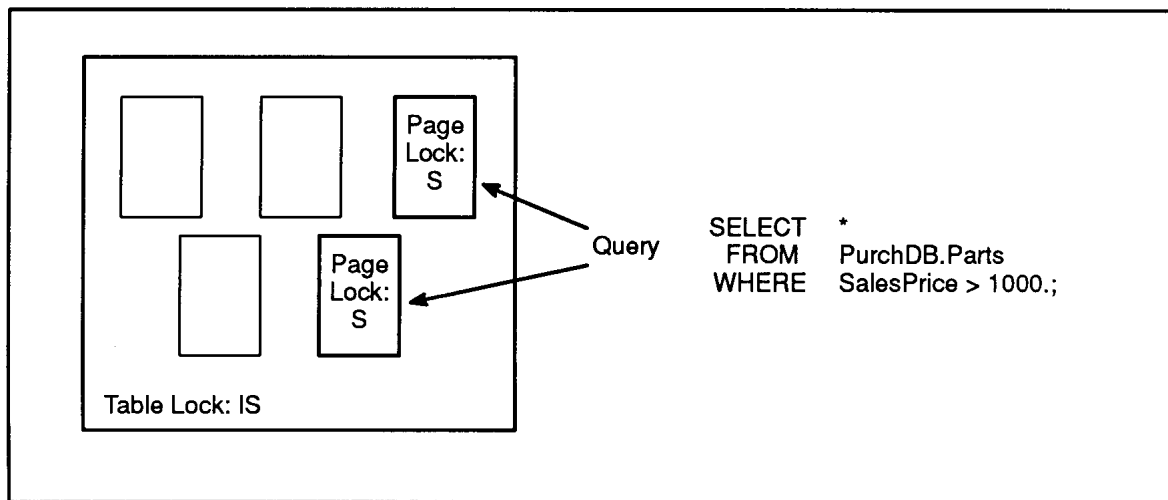 Page
Lock:
S
Page
Lock:
S
Table Lock: IS
Query
SELECT *
FROM PurchDB.Parts
WHERE SalesPrice > 1000.;